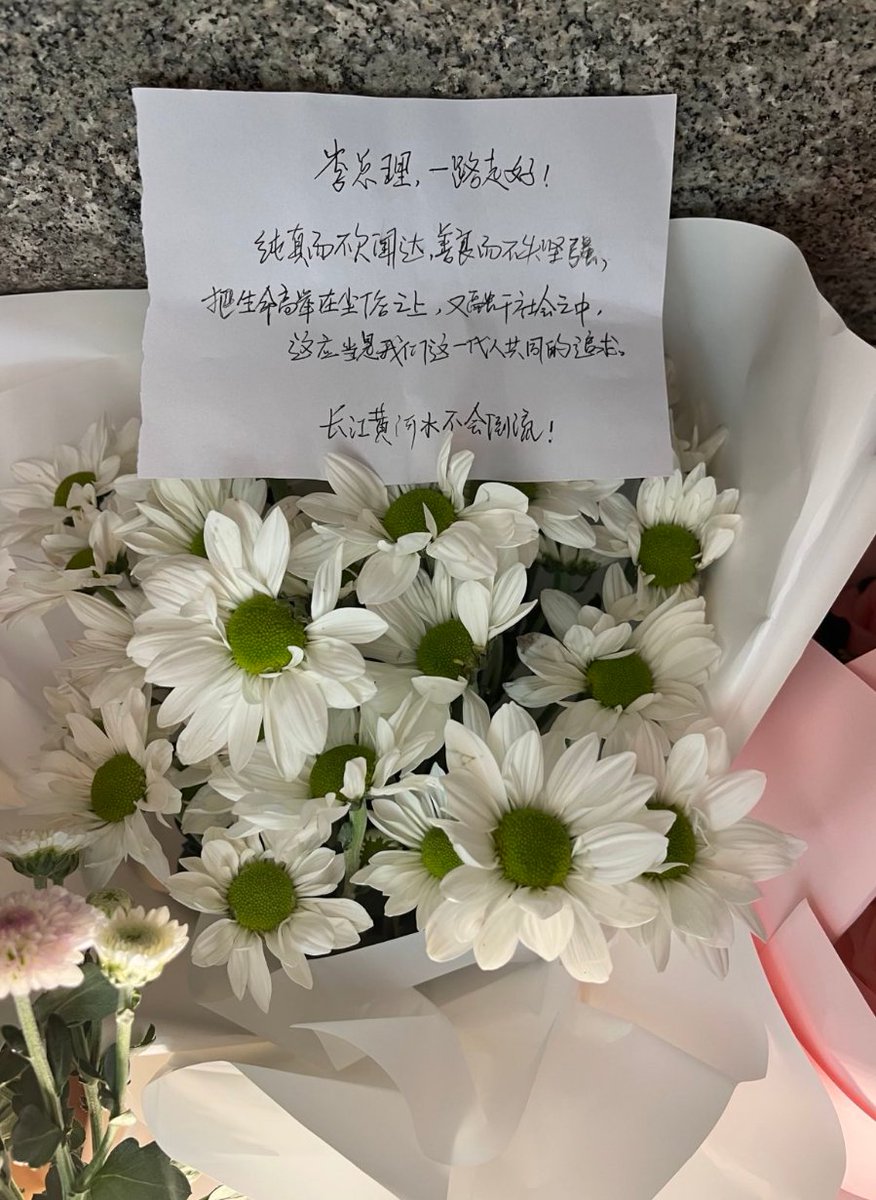 李总理,一路走好!
纯真而不欠闻达,善良而不失坚强,
把生命高举在尘俗之上,又融于社会之中,
这应当是我们这一代人共同的追求。
长江黄河水不会倒流!